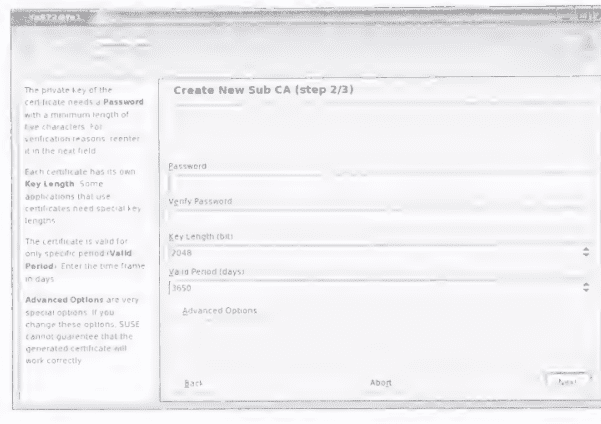 The private key of the
certificate needs a Password
with a minimum length of
five characters. For
verification reasons, reenter
it in the next field.
Each certificate has its own
Key Length. Some
applications that use
certificates need special key
lengths.
The certificate is valid for
only specific period (Valid
Period). Enter the time frame
in days.
Advanced Options are very
special options. If you
change these options, SUSE
cannot guarentee that the
generated certificate will
work correctly.
Create New Sub CA (step 2/3)
Password
Verify Password
Key Length (bit)
2048
Valid Period (days)
3650
Advanced Options
Back
Abort
Next